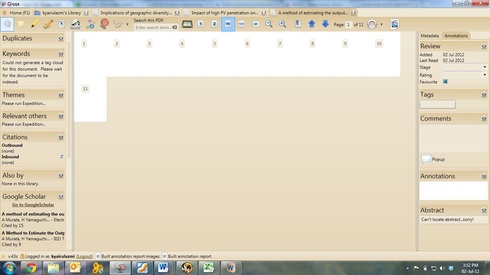 Qiqqa
Home (F1)
kyairulazmi's Library
Implications of geographic diversity...
Impact of high PV penetration on...
A method of estimating the output...
Search this PDF:
Enter search terms
Page 1 of 11
Duplicates
Keywords
Could not generate a tag cloud
for this document. Please wait
for the document to be
indexed.
Themes
Please run Expedition...
Relevant others
Please run Expedition...
Citations
Outbound
(none)
Inbound
(none)
Also by
None in this library.
Google Scholar
Go to GoogleScholar
A method of estimating the ou
A Murata, H Yamaguchi... - Electri
Cited by 15
A Method to Estimate the Outp
A Murata, H Yamaguchi...
Cited by 9
1 2 3 4 5 6 7 8 9 10
11
Metadata Annotations
Review
Added 02 Jul 2012
Last Read 02 Jul 2012
Stage
Rating
Favourite
Tags
Comments
Popup
Annotations
Abstract
Can't locate abstract...sorry!
Logged in as kyairulazmi (Logout) Built annotation report images Built annotation report
3:52 PM
02-Jul-12